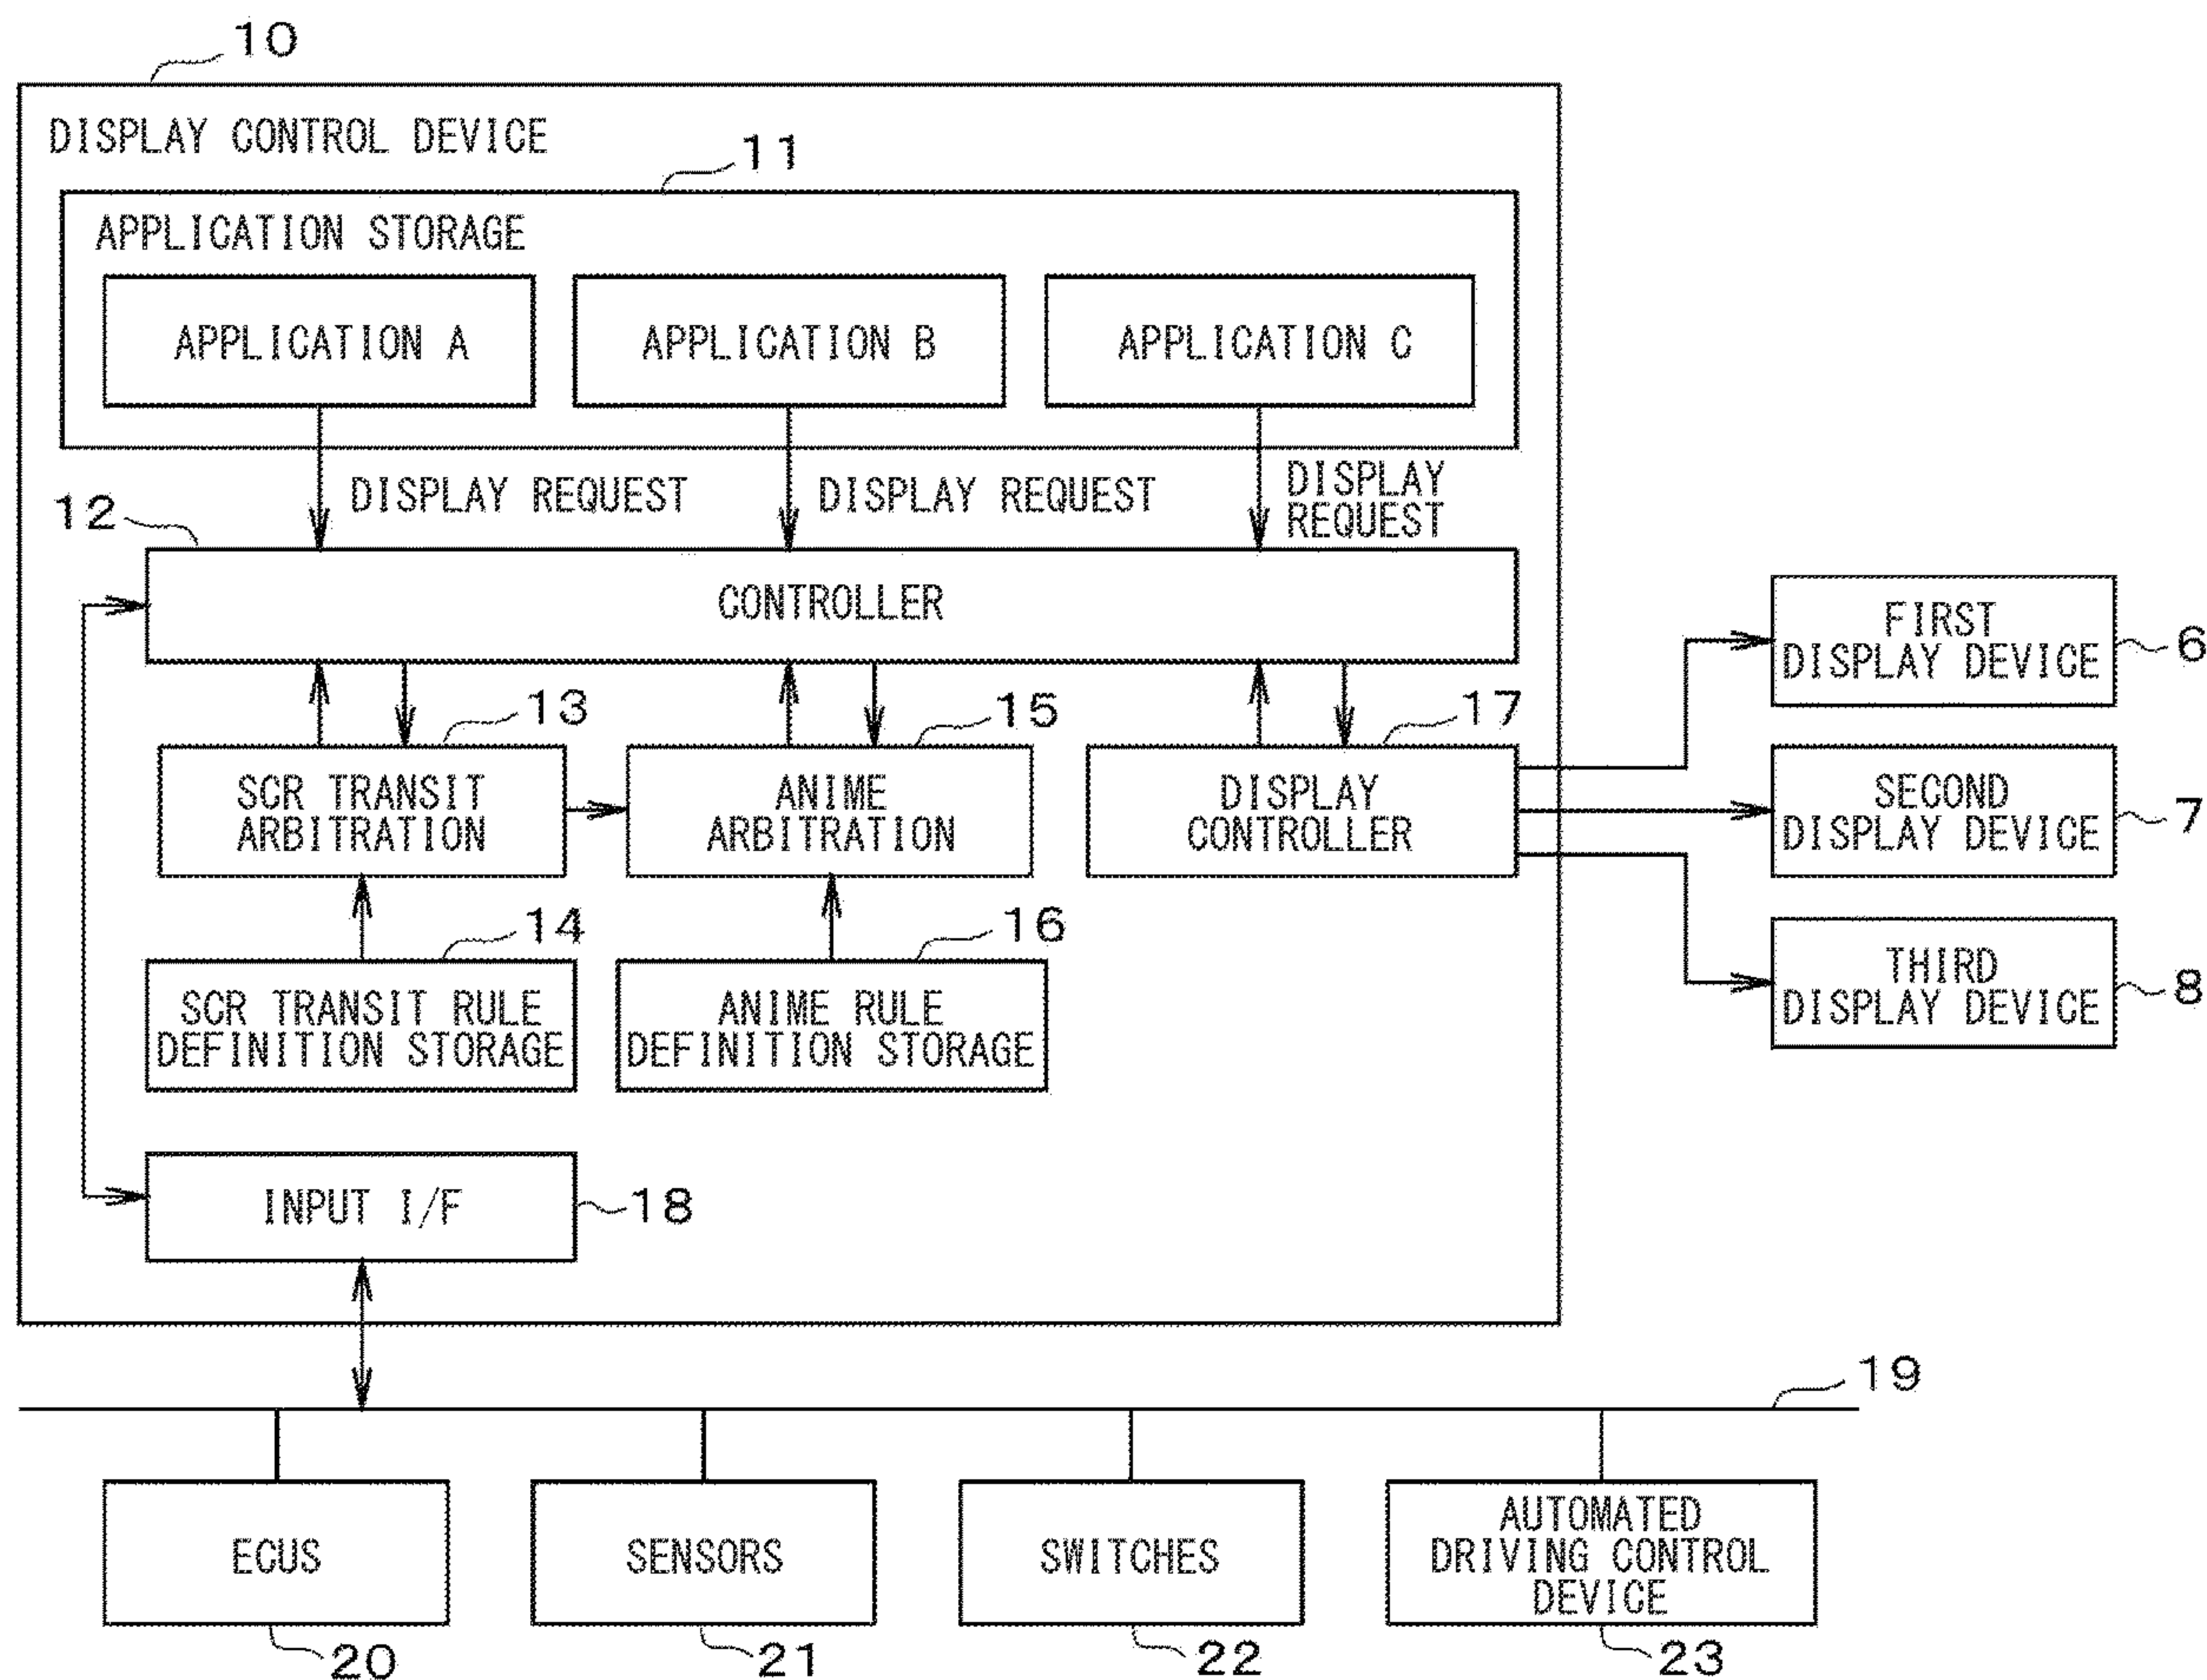 10
DISPLAY CONTROL DEVICE
11
APPLICATION STORAGE
APPLICATION A
APPLICATION B
APPLICATION C
DISPLAY REQUEST
DISPLAY REQUEST
DISPLAY
REQUEST
12
CONTROLLER
FIRST
DISPLAY DEVICE
6
13
15
17
SCR TRANSIT
ARBITRATION
ANIME
ARBITRATION
DISPLAY
CONTROLLER
SECOND
DISPLAY DEVICE
7
14
16
SCR TRANSIT RULE
DEFINITION STORAGE
ANIME RULE
DEFINITION STORAGE
THIRD
DISPLAY DEVICE
8
INPUT I/F
18
19
ECUS
SENSORS
SWITCHES
AUTOMATED
DRIVING CONTROL
DEVICE
20
21
22
23